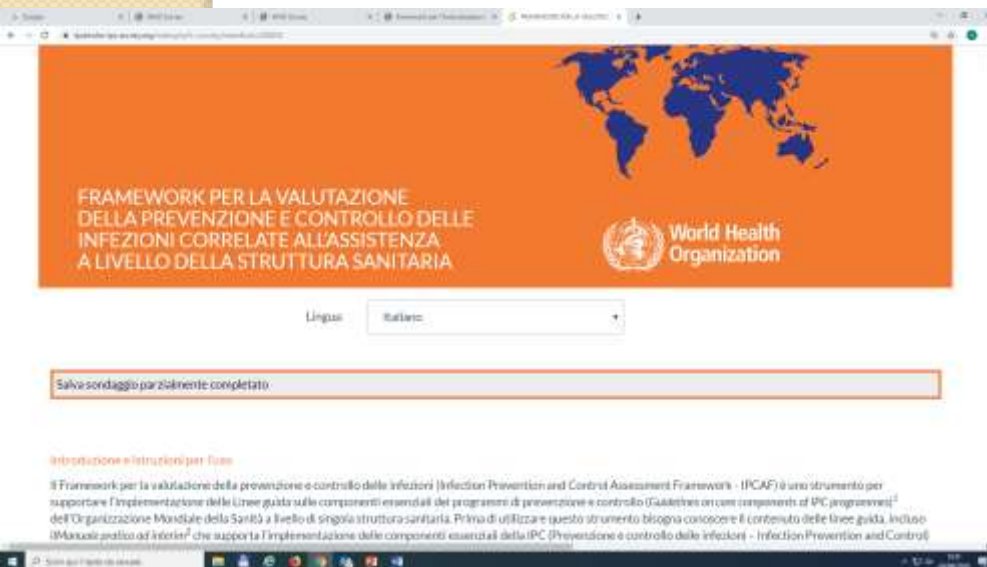 FRAMEWORK PER LA VALUTAZIONE
DELLA PREVENZIONE E CONTROLLO DELLE
INFEZIONI CORRELATE ALL'ASSISTENZA
A LIVELLO DELLA STRUTTURA SANITARIA
World Health
Organization
Lingua Italiano
Salva sondaggio parzialmente completato
Introduzione e istruzioni per l'uso
Il Framework per la valutazione della prevenzione e controllo delle infezioni (Infection Prevention and Control Assessment Framework - IPCAF) è uno strumento per
supportare l'implementazione delle Linee guida sulle componenti essenziali dei programmi di prevenzione e controllo (Guidelines on core components of IPC programmes)¹
dell'Organizzazione Mondiale della Sanità a livello di singola struttura sanitaria. Prima di utilizzare questo strumento bisogna conoscere il contenuto delle linee guida, incluso
il Manuale pratico ad interim² che supporta l'implementazione delle componenti essenziali della IPC (Prevenzione e controllo delle infezioni - Infection Prevention and Control)